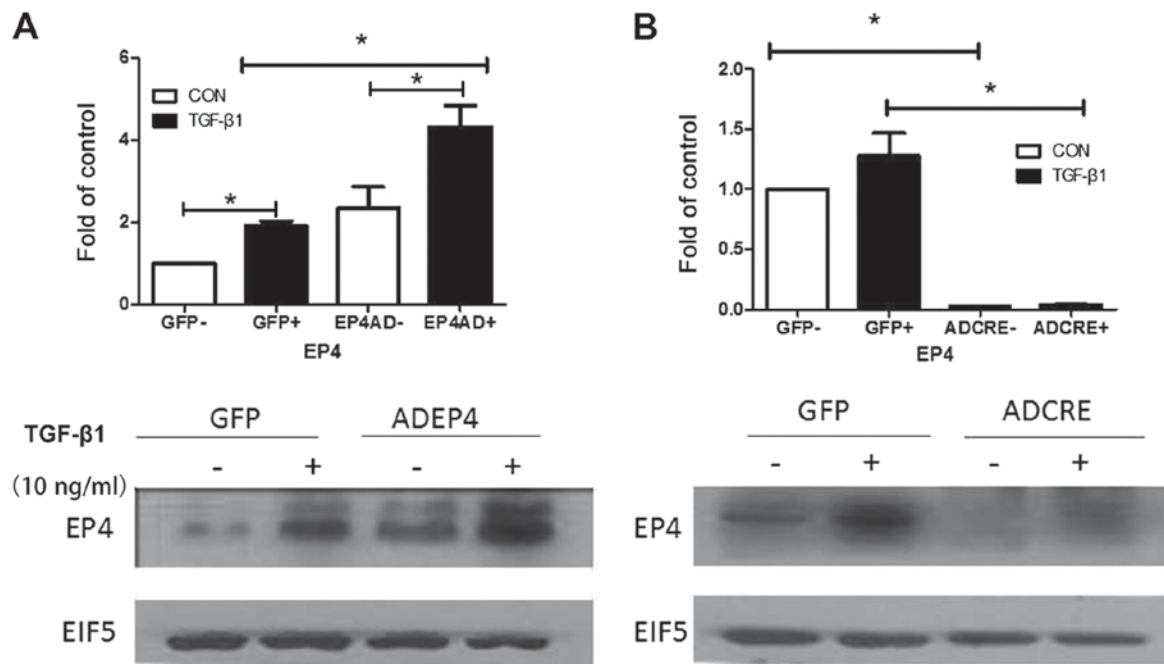 A
*
6
4
2
0
Fold of control
CON
TGF-β1
*
*
GFP-
GFP+
EP4AD-
EP4AD+
EP4
B
*
2.0
1.5
1.0
0.5
0.0
Fold of control
*
CON
TGF-β1
GFP-
GFP+
ADCRE-
ADCRE+
EP4
GFP
ADEP4
TGF-β1
(10 ng/ml)
-
+
-
+
EP4
EIF5
GFP
ADCRE
-
+
-
+
EP4
EIF5